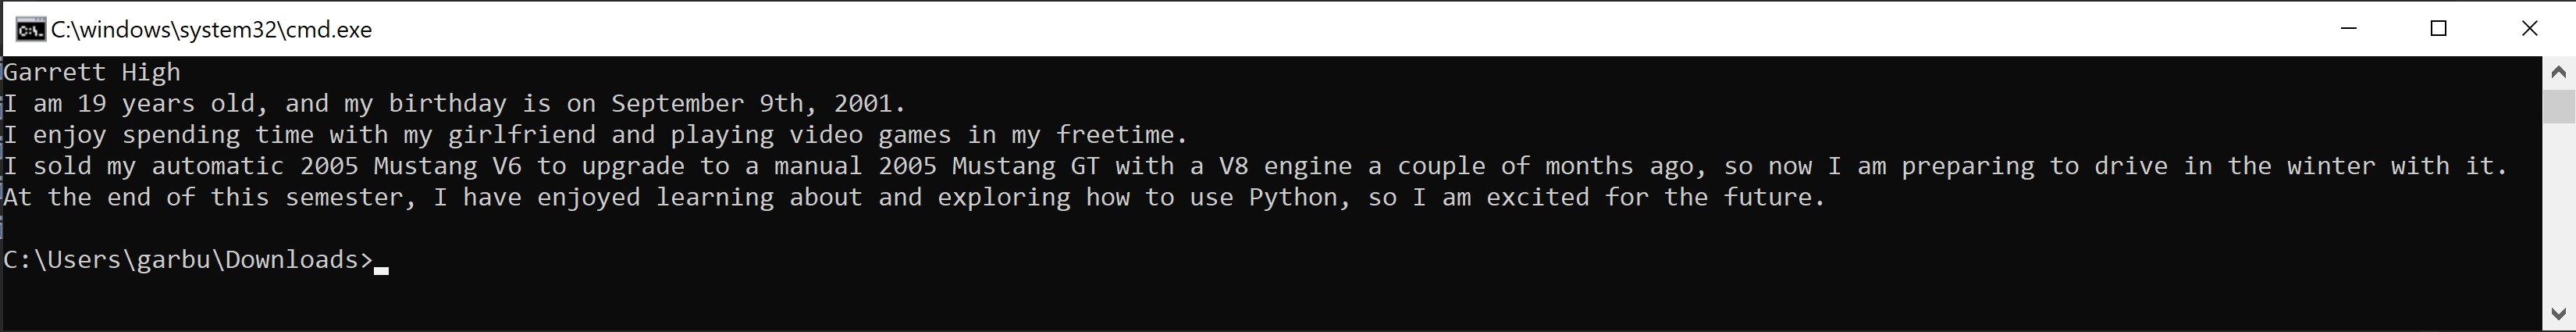 C:\windows\system32\cmd.exe
Garrett High
I am 19 years old, and my birthday is on September 9th, 2001.
I enjoy spending time with my girlfriend and playing video games in my freetime.
I sold my automatic 2005 Mustang V6 to upgrade to a manual 2005 Mustang GT with a V8 engine a couple of months ago, so now I am preparing to drive in the winter with it.
At the end of this semester, I have enjoyed learning about and exploring how to use Python, so I am excited for the future.
C:\Users\garbu\Downloads>